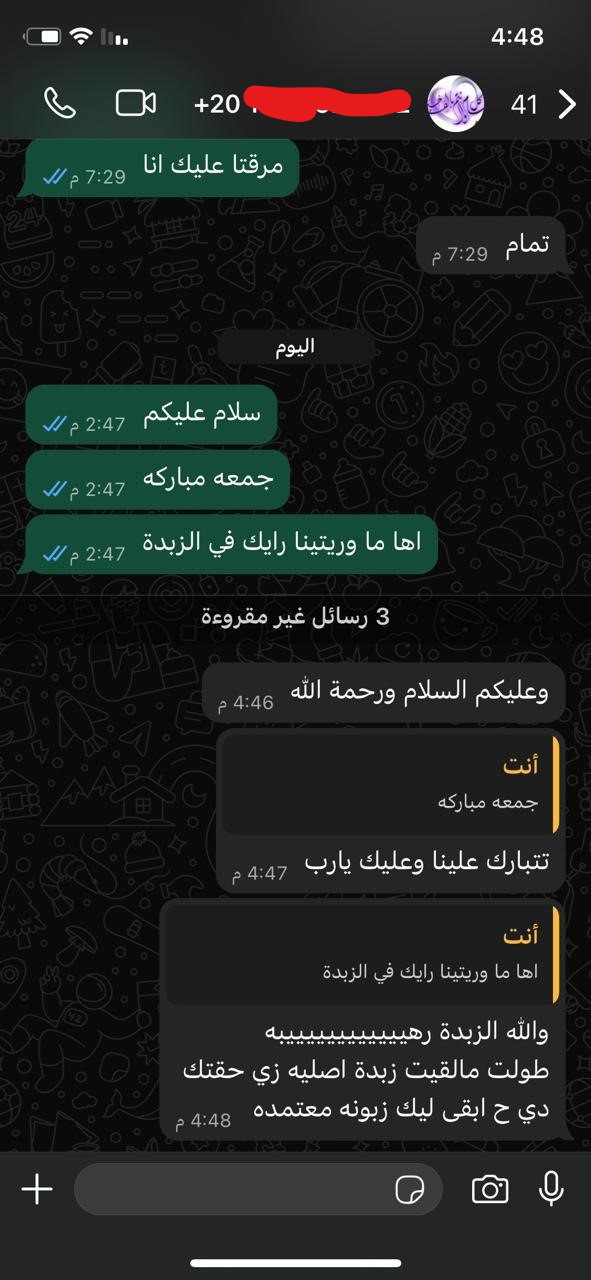 4:48
+20
41
مرقتا عليك انا
7:29 م
تمام
7:29 م
اليوم
سلام عليكم
2:47 م
جمعه مباركه
2:47 م
اها ما وريتينا رايك في الزبدة
2:47 م
3 رسائل غير مقروءة
وعليكم السلام ورحمة الله
4:46 م
أنت
جمعه مباركه
تتبارك علينا وعليك يارب
4:47 م
أنت
اها ما وريتينا رايك في الزبدة
والله الزبدة رهيييييييييييييبه
طولت مالقيت زبدة اصليه زي حقتك
دي ح ابقى ليك زبونه معتمده
4:48 م